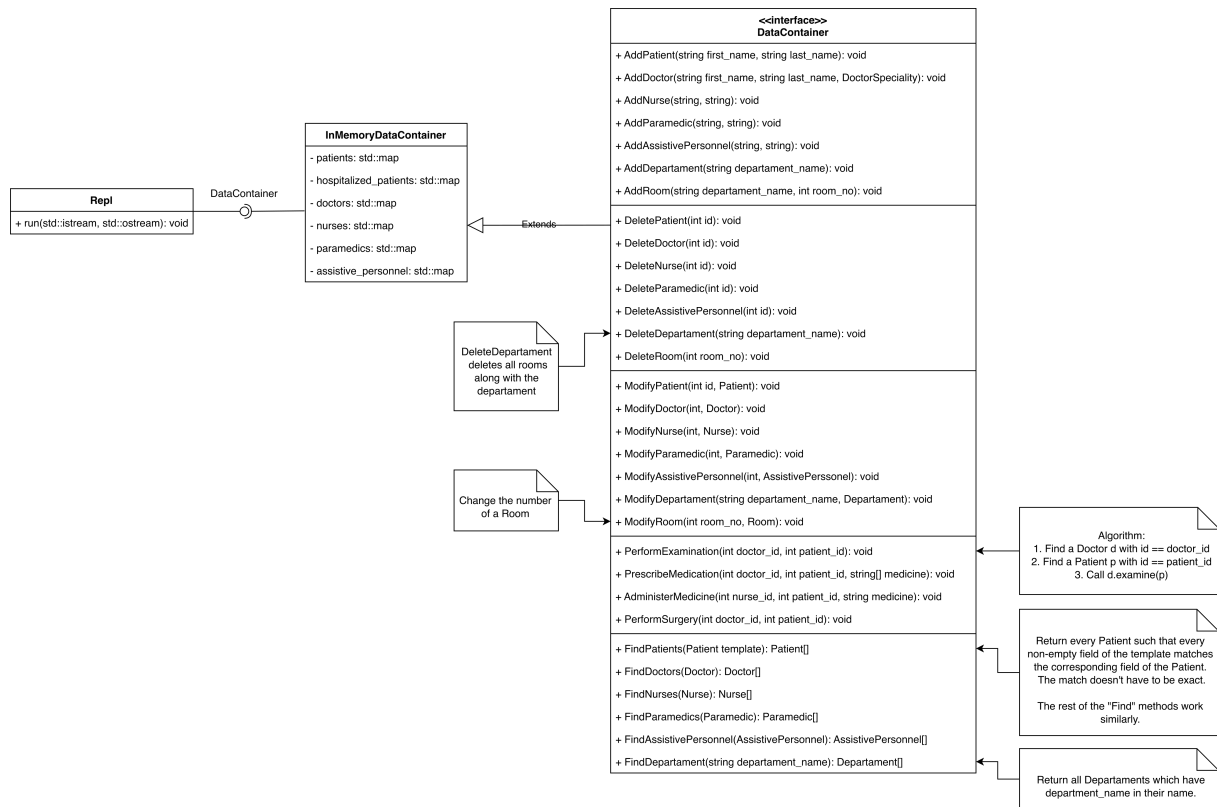 <<interface>>
DataContainer
+ AddPatient(string first_name, string last_name): void
+ AddDoctor(string first_name, string last_name, DoctorSpeciality): void
+ AddNurse(string, string): void
+ AddParamedic(string, string): void
+ AddAssistivePersonnel(string, string): void
+ AddDepartament(string departament_name): void
+ AddRoom(string departament_name, int room_no): void
+ DeletePatient(int id): void
+ DeleteDoctor(int id): void
+ DeleteNurse(int id): void
+ DeleteParamedic(int id): void
+ DeleteAssistivePersonnel(int id): void
+ DeleteDepartament(string departament_name): void
+ DeleteRoom(int room_no): void
+ ModifyPatient(int id, Patient): void
+ ModifyDoctor(int, Doctor): void
+ ModifyNurse(int, Nurse): void
+ ModifyParamedic(int, Paramedic): void
+ ModifyAssistivePersonnel(int, AssistivePerssonel): void
+ ModifyDepartament(string departament_name, Departament): void
+ ModifyRoom(int room_no, Room): void
+ PerformExamination(int doctor_id, int patient_id): void
+ PrescribeMedication(int doctor_id, int patient_id, string[] medicine): void
+ AdministerMedicine(int nurse_id, int patient_id, string medicine): void
+ PerformSurgery(int doctor_id, int patient_id): void
+ FindPatients(Patient template): Patient[]
+ FindDoctors(Doctor): Doctor[]
+ FindNurses(Nurse): Nurse[]
+ FindParamedics(Paramedic): Paramedic[]
+ FindAssistivePersonnel(AssistivePersonnel): AssistivePersonnel[]
+ FindDepartament(string departament_name): Departament[]
InMemoryDataContainer
- patients: std::map
- hospitalized_patients: std::map
- doctors: std::map
- nurses: std::map
- paramedics: std::map
- assistive_personnel: std::map
Repl
+ run(std::istream, std::ostream): void
DataContainer
Extends
DeleteDepartament
deletes all rooms
along with the
departament
Change the number
of a Room
Algorithm:
1. Find a Doctor d with id == doctor_id
2. Find a Patient p with id == patient_id
3. Call d.examine(p)
Return every Patient such that every
non-empty field of the template matches
the corresponding field of the Patient.
The match doesn't have to be exact.
The rest of the "Find" methods work
similarly.
Return all Departaments which have
department_name in their name.